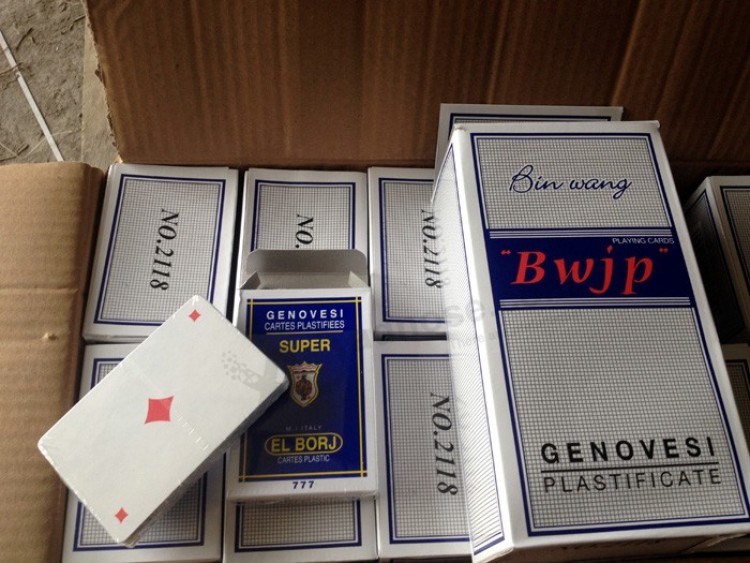 NO.2118
NO.2118
NO.2118
NO.2118
GENOVESI
CARTES PLASTIFIEES
SUPER
EL BORJ
CARTES PLASTIC
777
Bin wang
PLAYING CARDS
"Bwjp"
GENOVESI
PLASTIFICATE